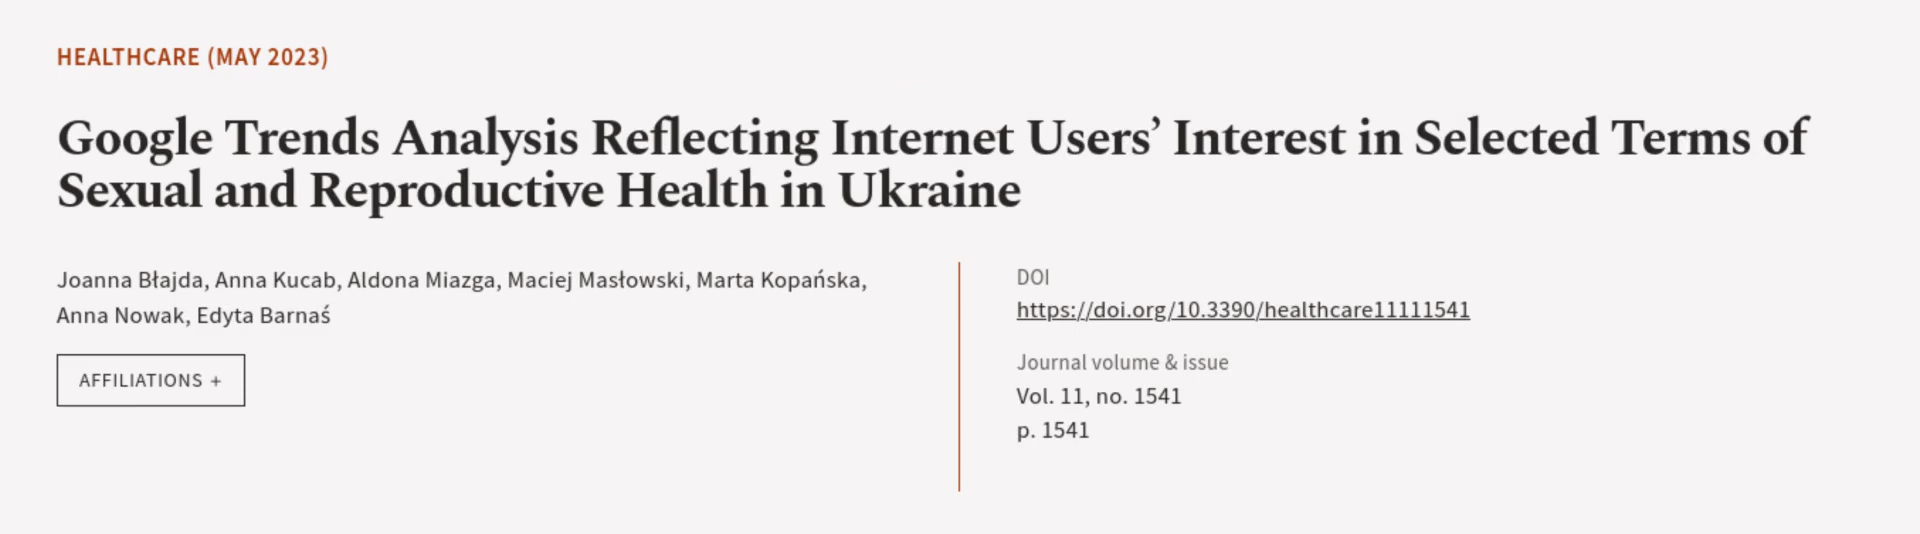 HEALTHCARE (MAY 2023)
Google Trends Analysis Reflecting Internet Users’ Interest in Selected Terms of
Sexual and Reproductive Health in Ukraine
Joanna Błajda, Anna Kucab, Aldona Miazga, Maciej Masłowski, Marta Kopańska,
Anna Nowak, Edyta Barnaś
AFFILIATIONS +
DOI
https://doi.org/10.3390/healthcare11111541
Journal volume & issue
Vol. 11, no. 1541
p. 1541